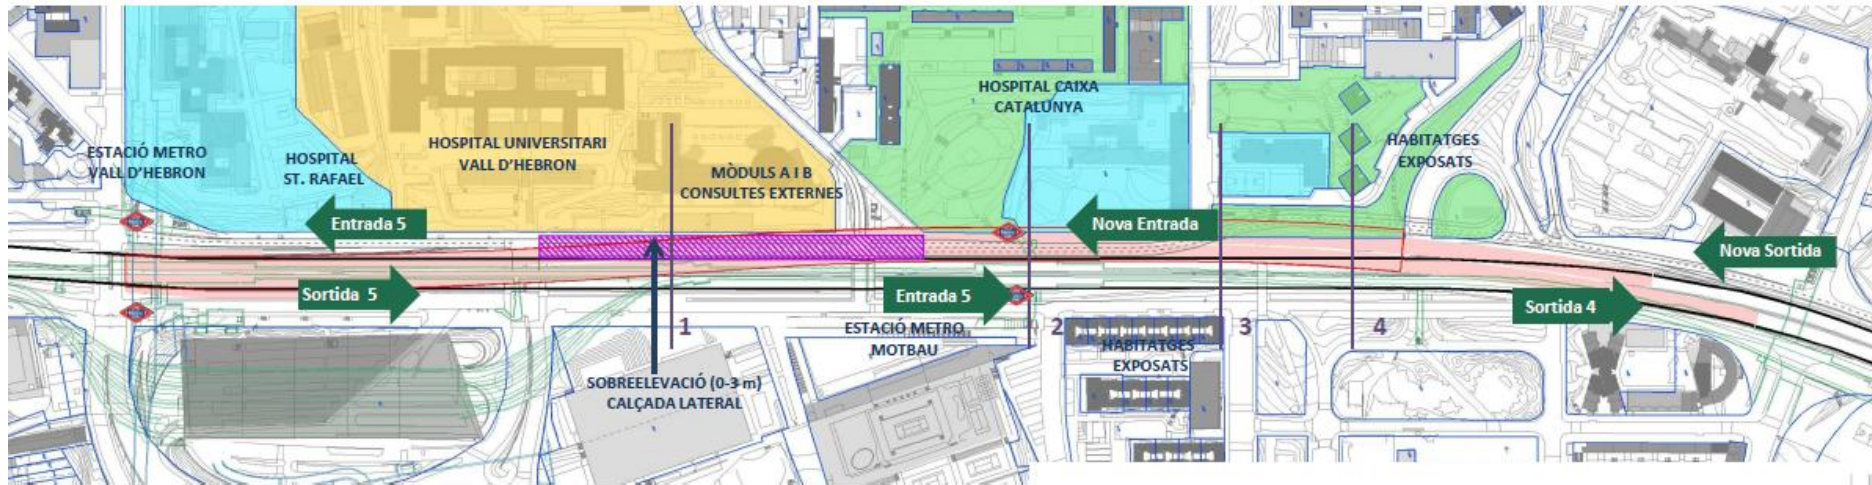 HOSPITAL CAIXA
CATALUNYA
ESTACIÓ METRO
VALL D'HEBRON
HOSPITAL
ST. RAFAEL
HOSPITAL UNIVERSITARI
VALL D'HEBRON
MÒDULS A I B
CONSULTES EXTERNES
HABITATGES
EXPOSATS
Entrada 5
Nova Entrada
Nova Sortida
Sortida 5
Entrada 5
Sortida 4
1
2
3
4
ESTACIÓ METRO
MOTBAU
HABITATGES
EXPOSATS
SOBREELEVACIÓ (0-3 m)
CALÇADA LATERAL